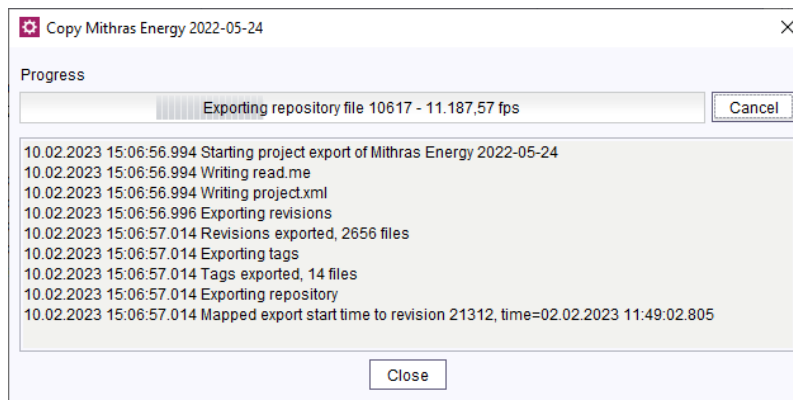 Copy Mithras Energy 2022-05-24
Progress
Exporting repository file 10617 - 11.187,57 fps
Cancel
10.02.2023 15:06:56.994 Starting project export of Mithras Energy 2022-05-24
10.02.2023 15:06:56.994 Writing read.me
10.02.2023 15:06:56.994 Writing project.xml
10.02.2023 15:06:56.996 Exporting revisions
10.02.2023 15:06:57.014 Revisions exported, 2656 files
10.02.2023 15:06:57.014 Exporting tags
10.02.2023 15:06:57.014 Tags exported, 14 files
10.02.2023 15:06:57.014 Exporting repository
10.02.2023 15:06:57.014 Mapped export start time to revision 21312, time=02.02.2023 11:49:02.805
Close